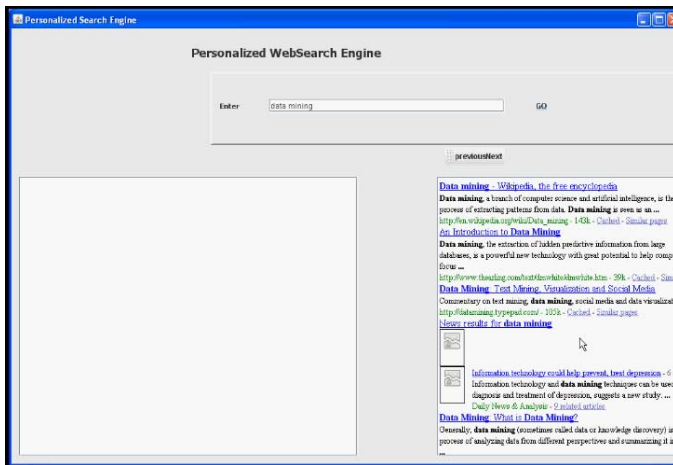 Personalized Search Engine
Personalized WebSearch Engine
Enter data mining GO
previousNext
Data mining - Wikipedia, the free encyclopedia
Data mining, a branch of computer science and artificial intelligence, is the
process of extracting patterns from data. Data mining is seen as an ...
http://en.wikipedia.org/wiki/Data_mining - 143k - Cached - Similar pages
An Introduction to Data Mining
Data mining, the extraction of hidden predictive information from large
databases, is a powerful new technology with great potential to help comp
focus ...
http://www.thearling.com/text/dmwhite/dmwhite.htm - 39k - Cached - Sim
Data Mining: Text Mining, Visualization and Social Media
Commentary on text mining, data mining, social media and data visualizat
http://datamining.typepad.com/ - 105k - Cached - Similar pages
News results for data mining
Information technology could help prevent, treat depression - 6
Information technology and data mining techniques can be used
diagnosis and treatment of depression, suggests a new study. ...
Daily News & Analysis - 9 related articles
Data Mining: What is Data Mining?
Generally, data mining (sometimes called data or knowledge discovery) is
process of analyzing data from different perspectives and summarizing it i
...